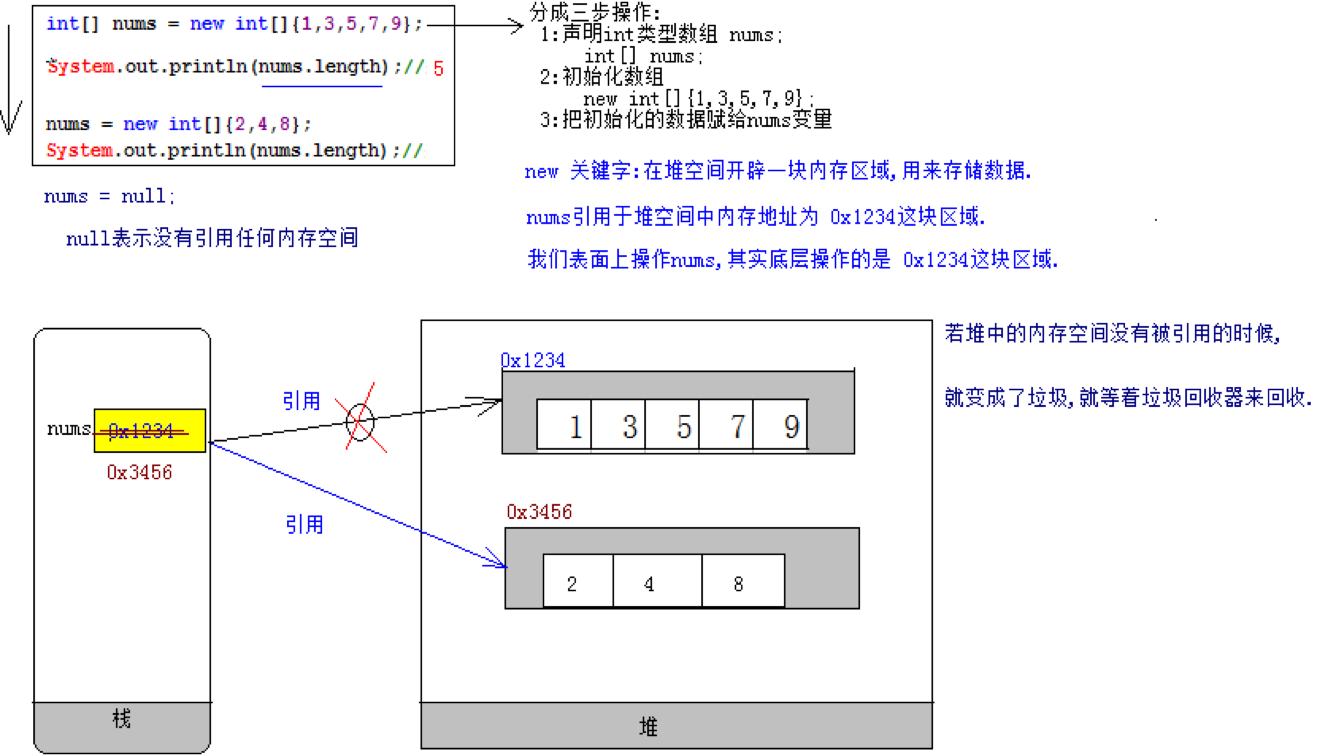 int[] nums = new int[]{1,3,5,7,9};
System.out.println(nums.length);// 5
nums = new int[]{2,4,8};
System.out.println(nums.length);//
nums = null;
null表示没有引用任何内存空间
分成三步操作:
1:声明int类型数组 nums;
int[] nums;
2:初始化数组
new int[]{1,3,5,7,9};
3:把初始化的数据赋给nums变量
new 关键字:在堆空间开辟一块内存区域,用来存储数据.
nums引用于堆空间中内存地址为 0x1234这块区域.
我们表面上操作nums,其实底层操作的是 0x1234这块区域.
若堆中的内存空间没有被引用的时候,
就变成了垃圾,就等着垃圾回收器来回收.
nums 0x1234
0x3456
引用
引用
0x1234
1 3 5 7 9
0x3456
2 4 8
栈
堆